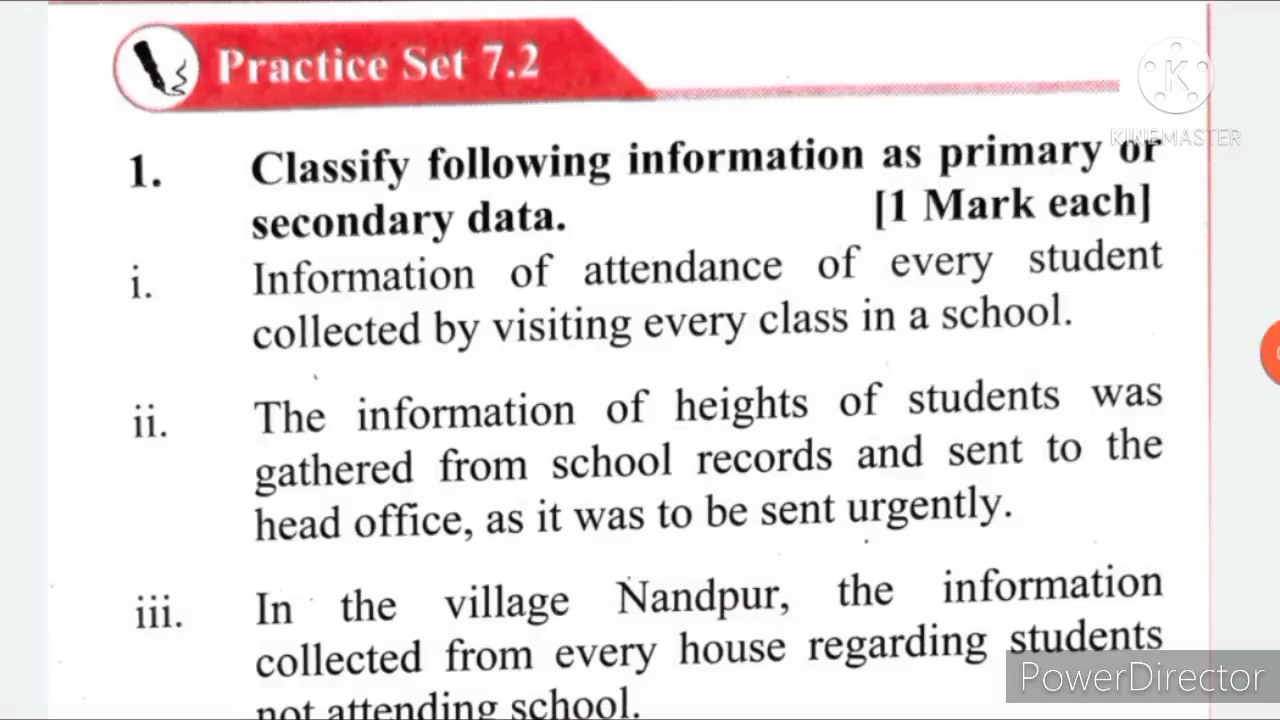 Practice Set 7.2
K
KINEMASTER
1. Classify following information as primary or
secondary data. [1 Mark each]
i. Information of attendance of every student
collected by visiting every class in a school.
ii. The information of heights of students was
gathered from school records and sent to the
head office, as it was to be sent urgently.
iii. In the village Nandpur, the information
collected from every house regarding students
not attending school.
PowerDirector